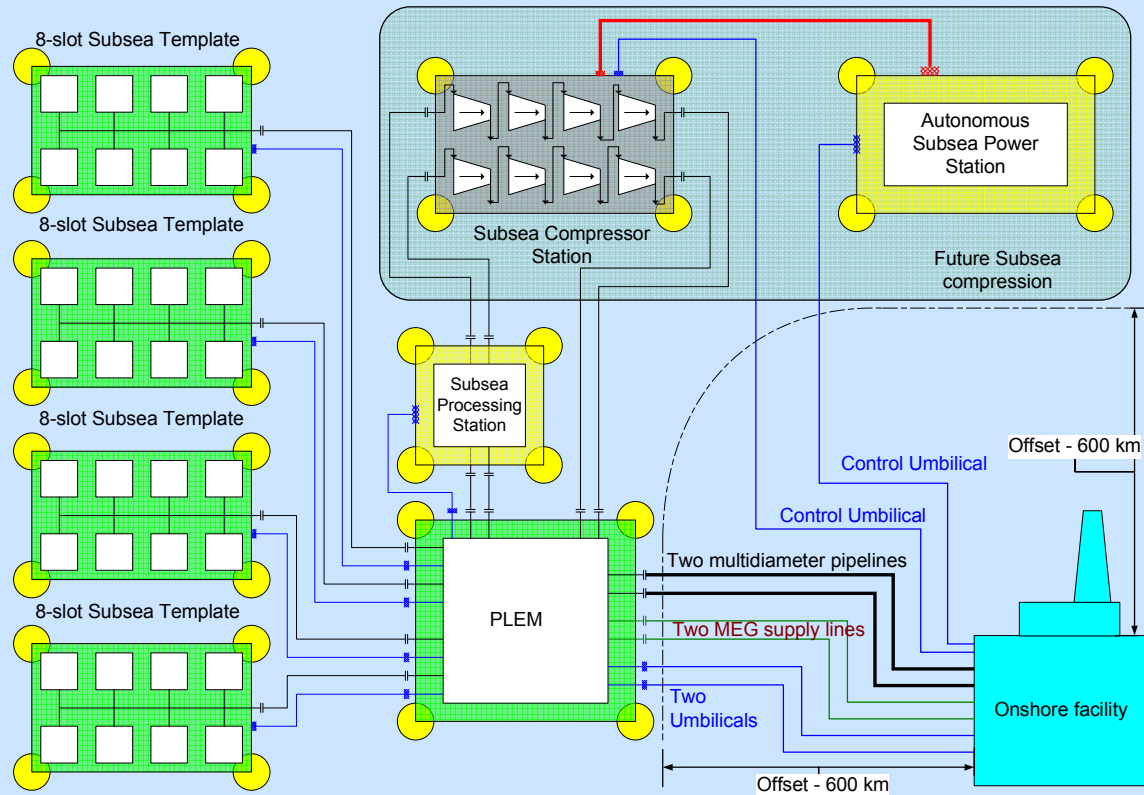 8-slot Subsea Template
8-slot Subsea Template
8-slot Subsea Template
8-slot Subsea Template
Subsea Compressor
Station
Autonomous
Subsea Power
Station
Future Subsea
compression
Subsea
Processing
Station
PLEM
Offset - 600 km
Control Umbilical
Control Umbilical
Two multidiameter pipelines
Two MEG supply lines
Two
Umbilicals
Onshore facility
Offset - 600 km